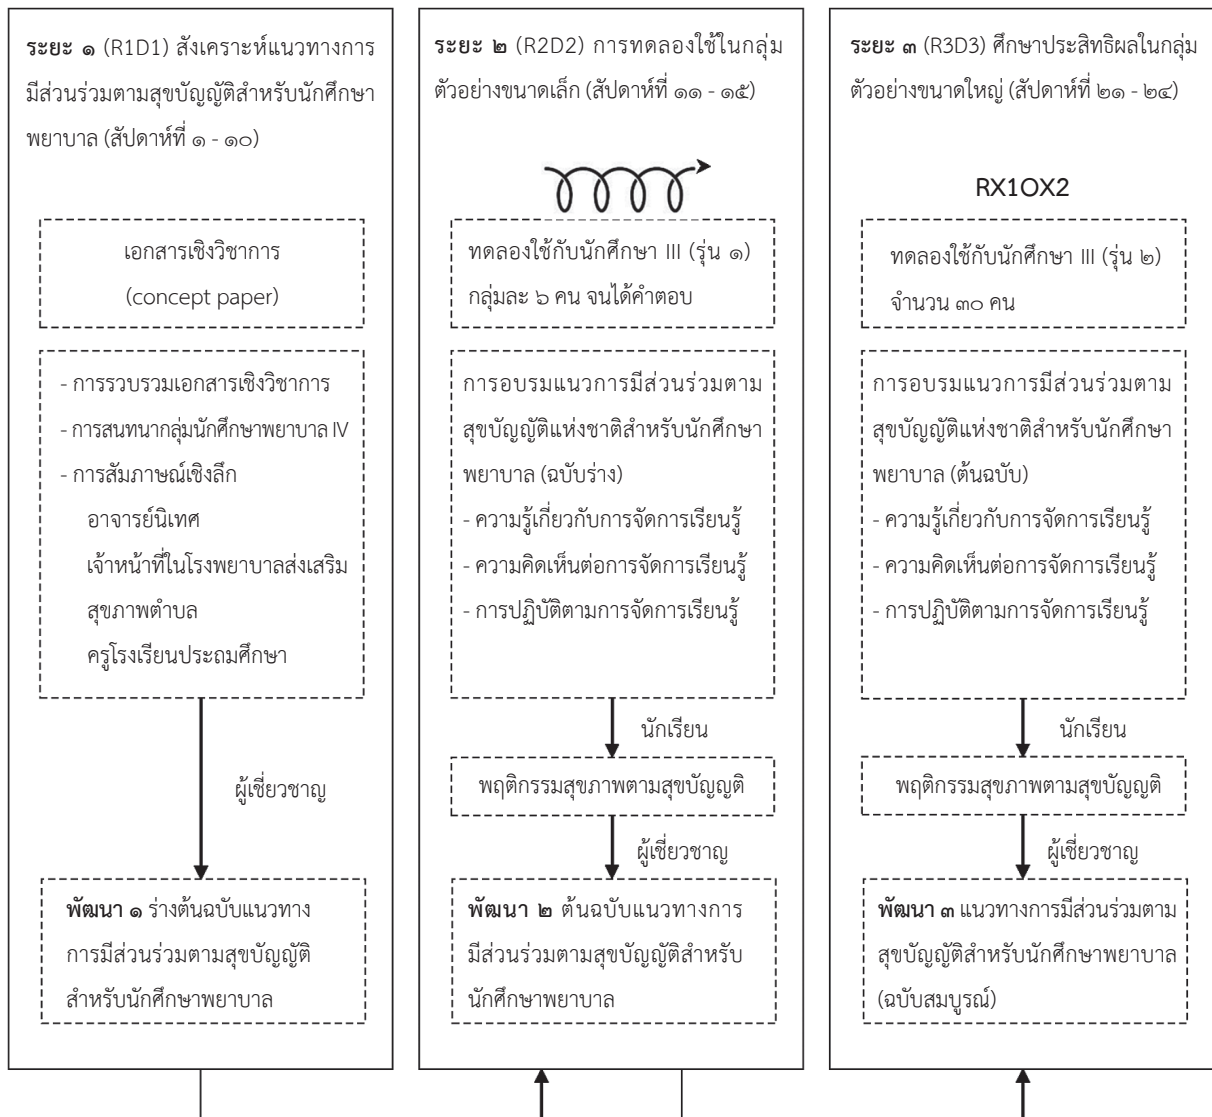 ระยะ ๑ (R1D1) สังเคราะห์แนวทางการ
มีส่วนร่วมตามสุขบัญญัติสำหรับนักศึกษา
พยาบาล (สัปดาห์ที่ ๑ - ๑๐)
เอกสารเชิงวิชาการ
(concept paper)
- การรวบรวมเอกสารเชิงวิชาการ
- การสนทนากลุ่มนักศึกษาพยาบาล IV
- การสัมภาษณ์เชิงลึก
อาจารย์นิเทศ
เจ้าหน้าที่ในโรงพยาบาลส่งเสริม
สุขภาพตำบล
ครูโรงเรียนประถมศึกษา
ผู้เชี่ยวชาญ
พัฒนา ๑ ร่างต้นฉบับแนวทาง
การมีส่วนร่วมตามสุขบัญญัติ
สำหรับนักศึกษาพยาบาล
ระยะ ๒ (R2D2) การทดลองใช้ในกลุ่ม
ตัวอย่างขนาดเล็ก (สัปดาห์ที่ ๑๑ - ๑๕)
ทดลองใช้กับนักศึกษา III (รุ่น ๑)
กลุ่มละ ๖ คน จนได้คำตอบ
การอบรมแนวการมีส่วนร่วมตาม
สุขบัญญัติแห่งชาติสำหรับนักศึกษา
พยาบาล (ฉบับร่าง)
- ความรู้เกี่ยวกับการจัดการเรียนรู้
- ความคิดเห็นต่อการจัดการเรียนรู้
- การปฏิบัติตามการจัดการเรียนรู้
นักเรียน
พฤติกรรมสุขภาพตามสุขบัญญติ
ผู้เชี่ยวชาญ
พัฒนา ๒ ต้นฉบับแนวทางการ
มีส่วนร่วมตามสุขบัญญัติสำหรับ
นักศึกษาพยาบาล
ระยะ ๓ (R3D3) ศึกษาประสิทธิผลในกลุ่ม
ตัวอย่างขนาดใหญ่ (สัปดาห์ที่ ๒๑ - ๒๔)
RX1OX2
ทดลองใช้กับนักศึกษา III (รุ่น ๒)
จำนวน ๓๐ คน
การอบรมแนวการมีส่วนร่วมตาม
สุขบัญญัติแห่งชาติสำหรับนักศึกษา
พยาบาล (ต้นฉบับ)
- ความรู้เกี่ยวกับการจัดการเรียนรู้
- ความคิดเห็นต่อการจัดการเรียนรู้
- การปฏิบัติตามการจัดการเรียนรู้
นักเรียน
พฤติกรรมสุขภาพตามสุขบัญญัติ
ผู้เชี่ยวชาญ
พัฒนา ๓ แนวทางการมีส่วนร่วมตาม
สุขบัญญัติสำหรับนักศึกษาพยาบาล
(ฉบับสมบูรณ์)